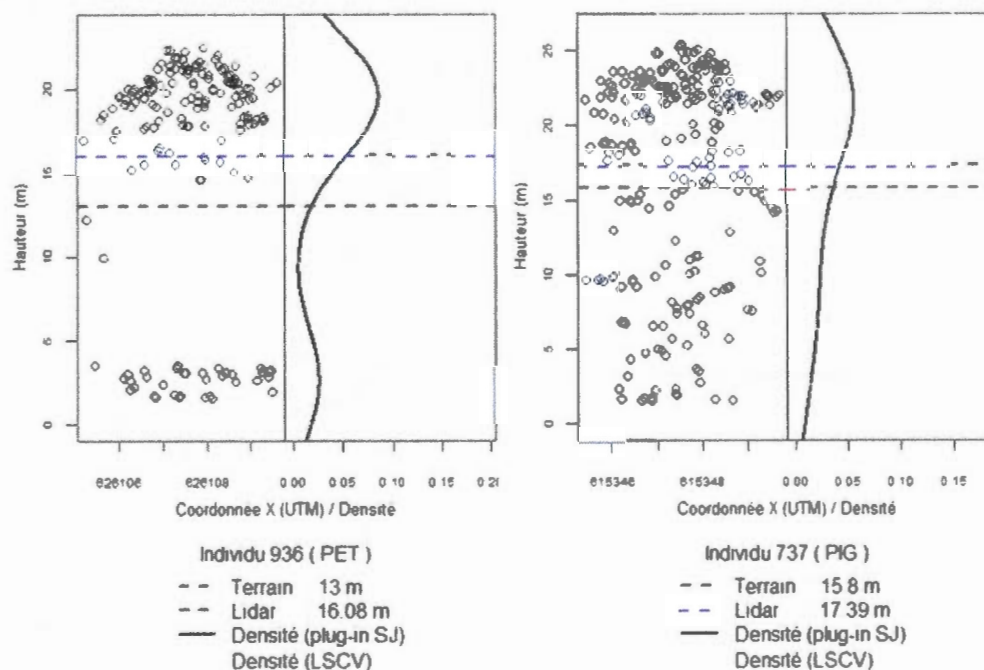 Hauteur (m)
20
15
10
5
0
626106
626108
0.00
0.05
0.10
0.15
0.20
Coordonnée X (UTM) / Densité
Individu 936 ( PET )
Terrain 13 m
Lidar 16.08 m
Densité (plug-in SJ)
Densité (LSCV)
Hauteur (m)
25
20
15
10
5
0
615346
615348
0.00
0.05
0.10
0.15
Coordonnée X (UTM) / Densité
Individu 737 ( PIG )
Terrain 15 8 m
Lidar 17 39 m
Densité (plug-in SJ)
Densité (LSCV)